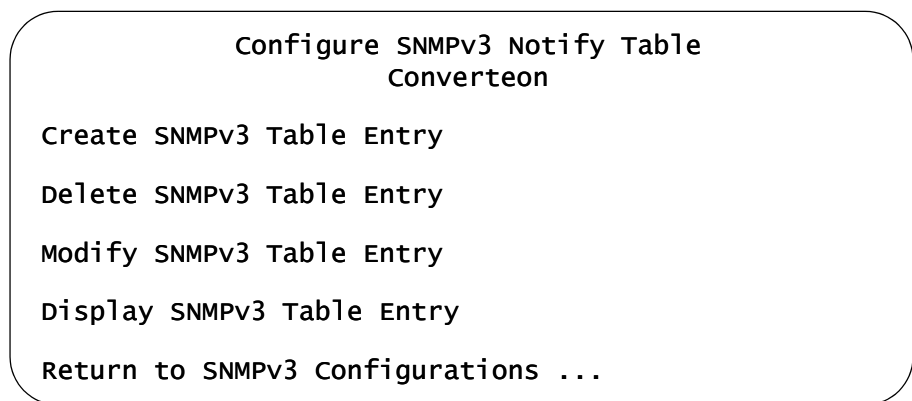 Configure SNMPv3 Notify Table
Converteon
Create SNMPv3 Table Entry
Delete SNMPv3 Table Entry
Modify SNMPv3 Table Entry
Display SNMPv3 Table Entry
Return to SNMPv3 Configurations ...